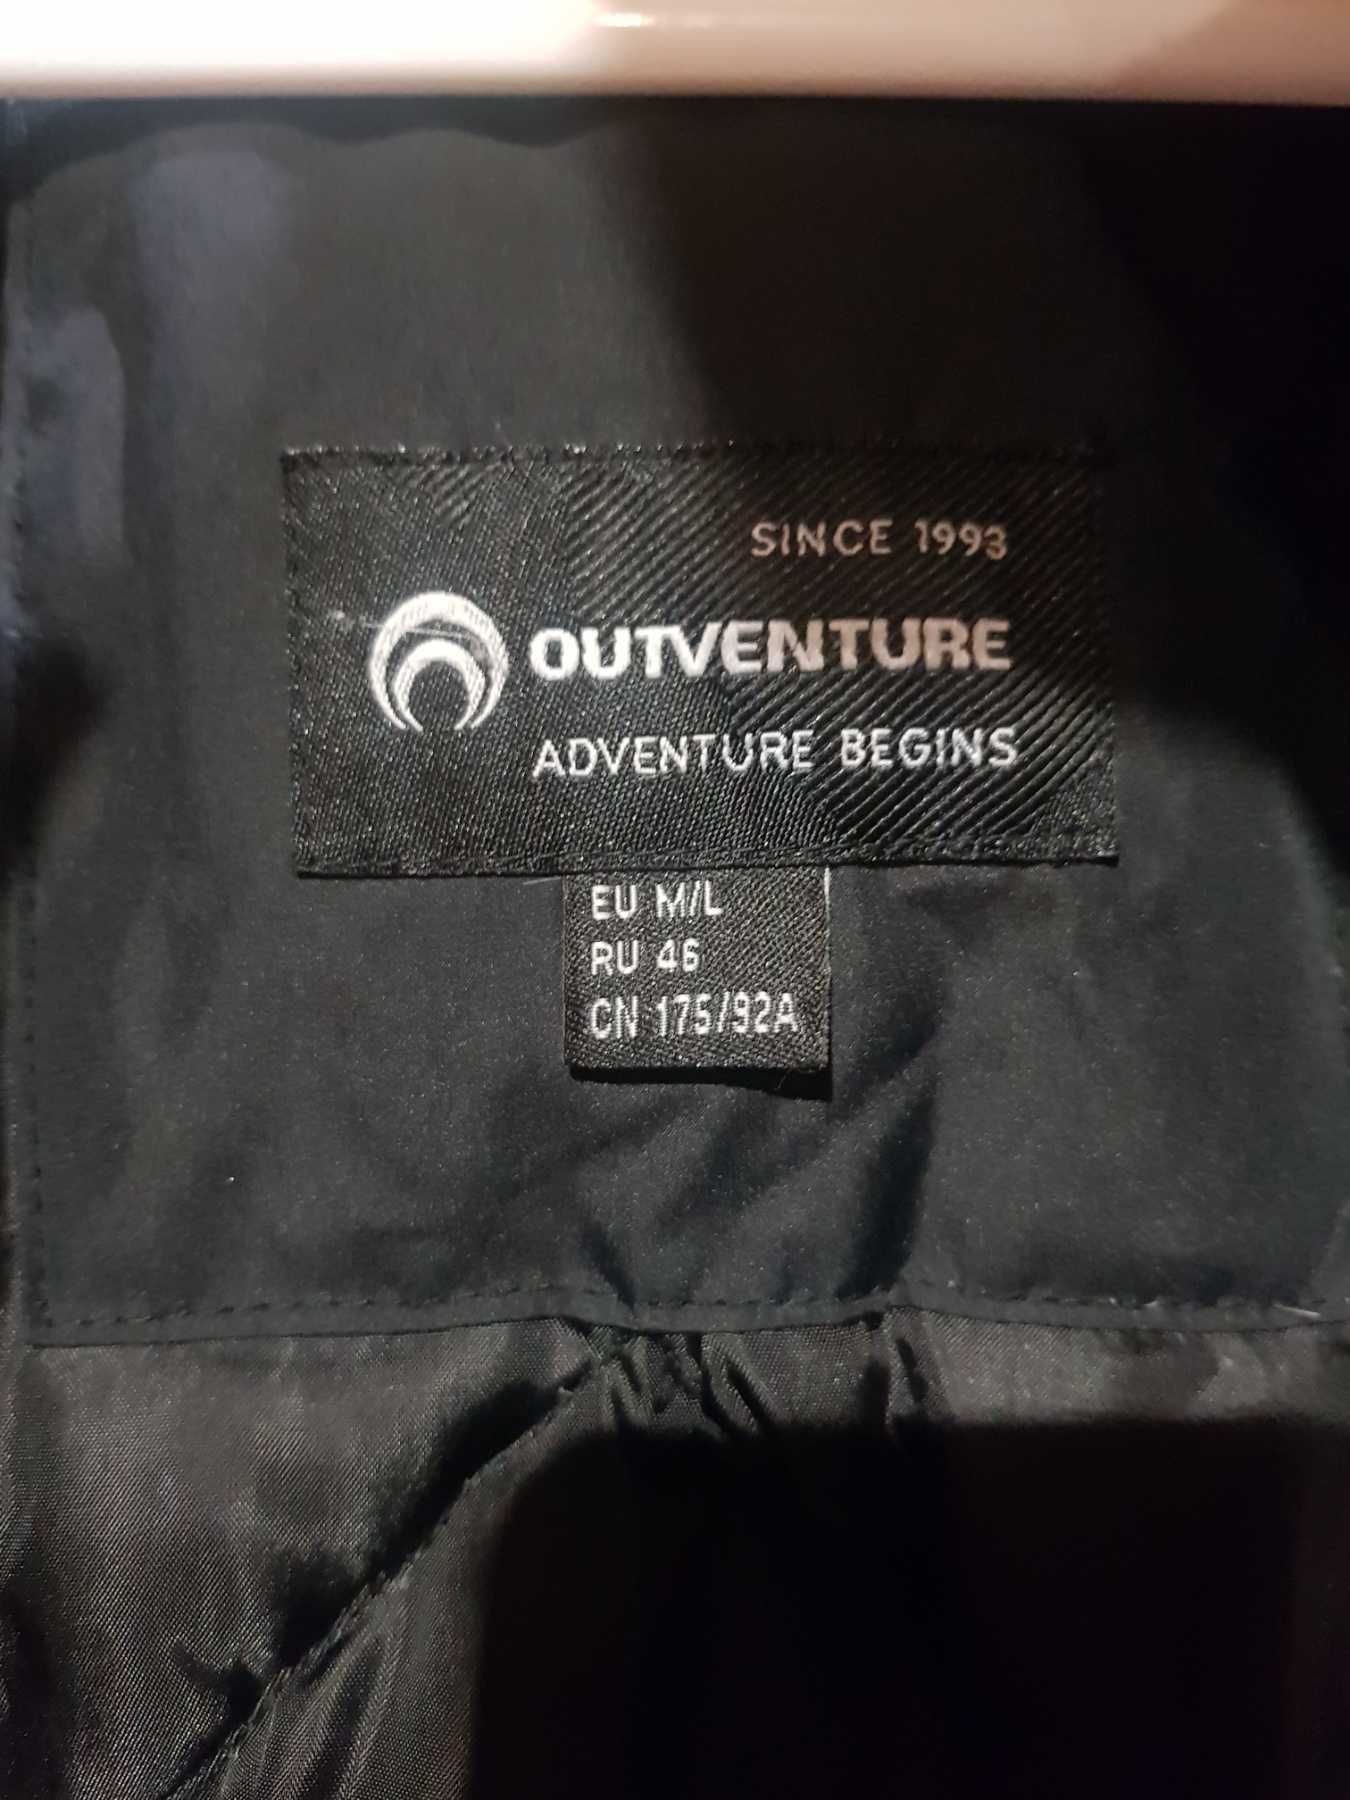 SINCE 1993
OUTVENTURE
ADVENTURE BEGINS
EU M/L
RU 46
CN 175/92A